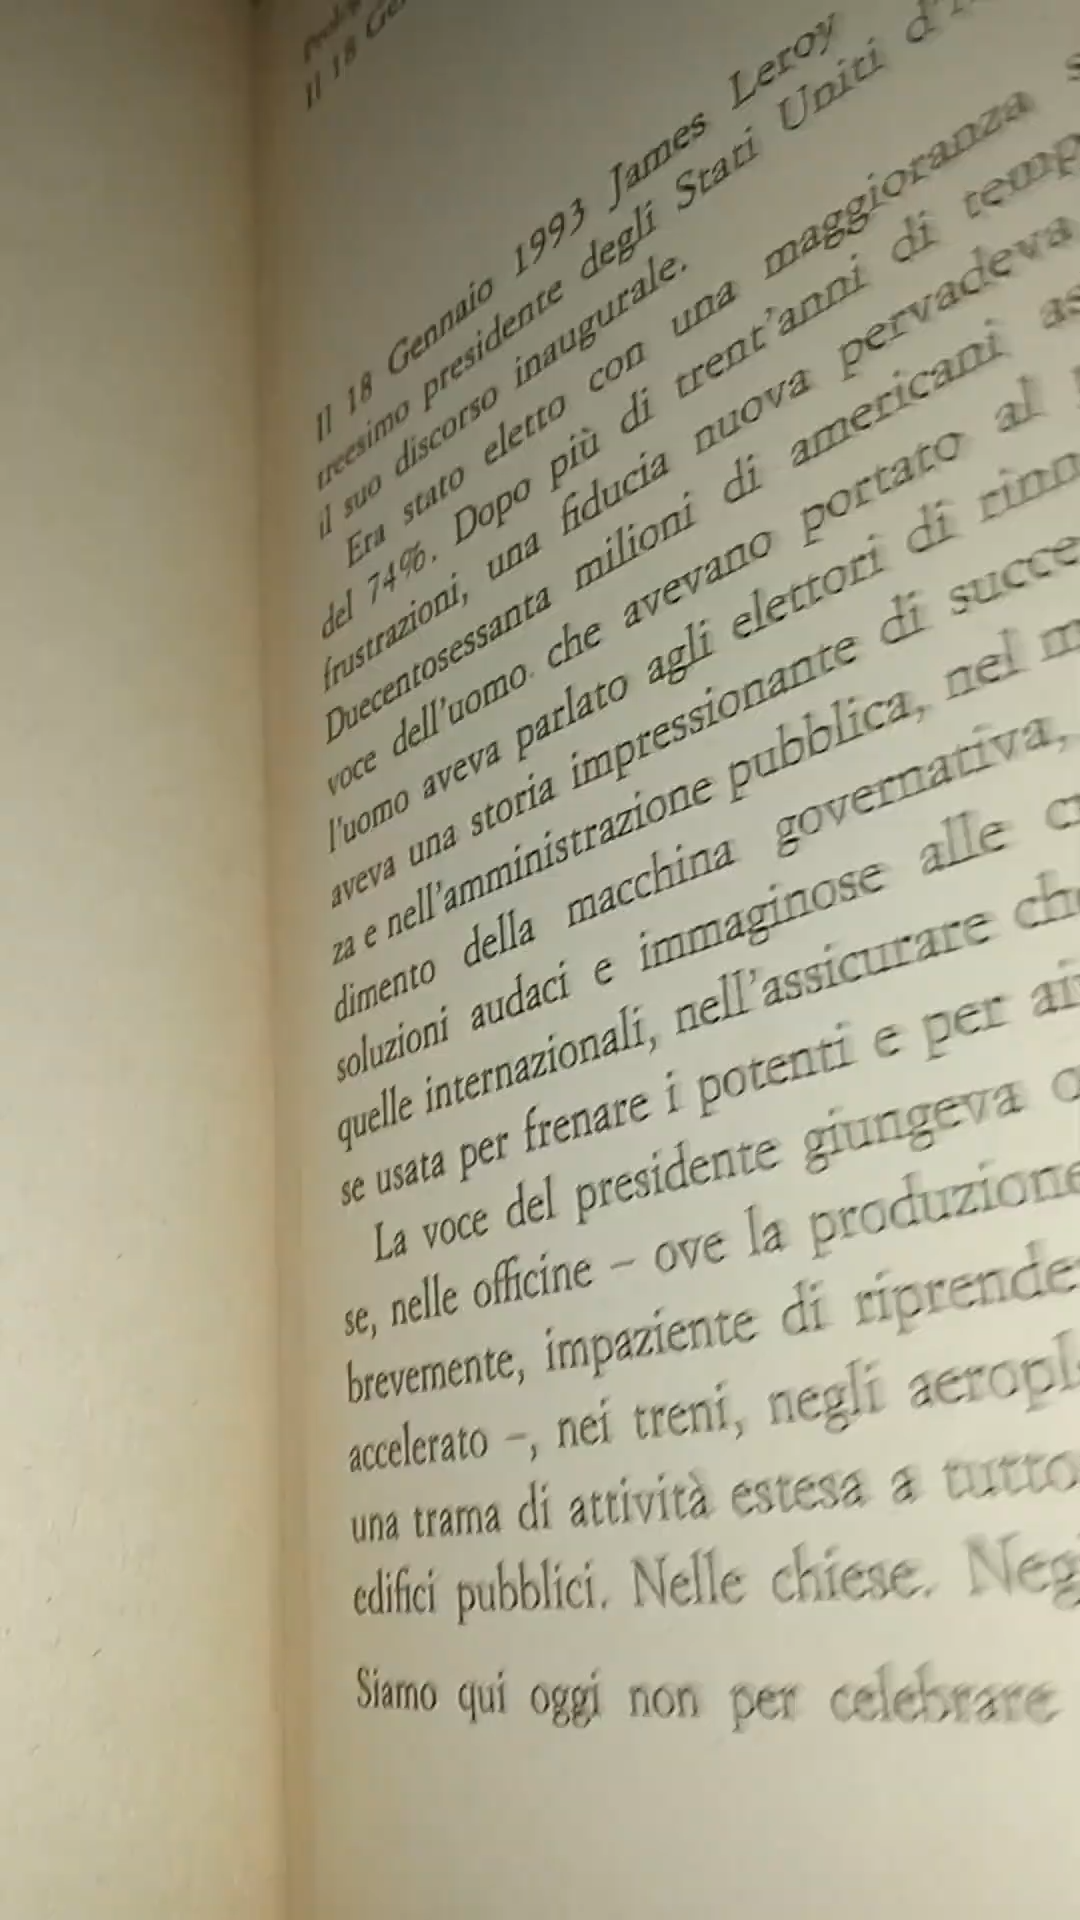 Il 18
Il 18 Gennaio 1993 James Leroy
treesimo presidente degli Stati Uniti
il suo discorso inaugurale.
Era stato eletto con una maggioranza
del 74%. Dopo più di trent'anni di
frustrazioni, una fiducia nuova pervadeva
Duecentosessanta milioni di americani
voce dell'uomo che avevano portato al
l'uomo aveva parlato agli elettori di
aveva una storia impressionante di
za e nell'amministrazione pubblica, nel
dimento della macchina governativa,
soluzioni audaci e immaginose alle
quelle internazionali, nell'assicurare
se usata per frenare i potenti e per
La voce del presidente giungeva
se, nelle officine – ove la produzione
brevemente, impaziente di
accelerato –, nei treni, negli
una trama di attività estesa a tutto
edifici pubblici. Nelle chiese.
Siamo qui oggi non per celebrare